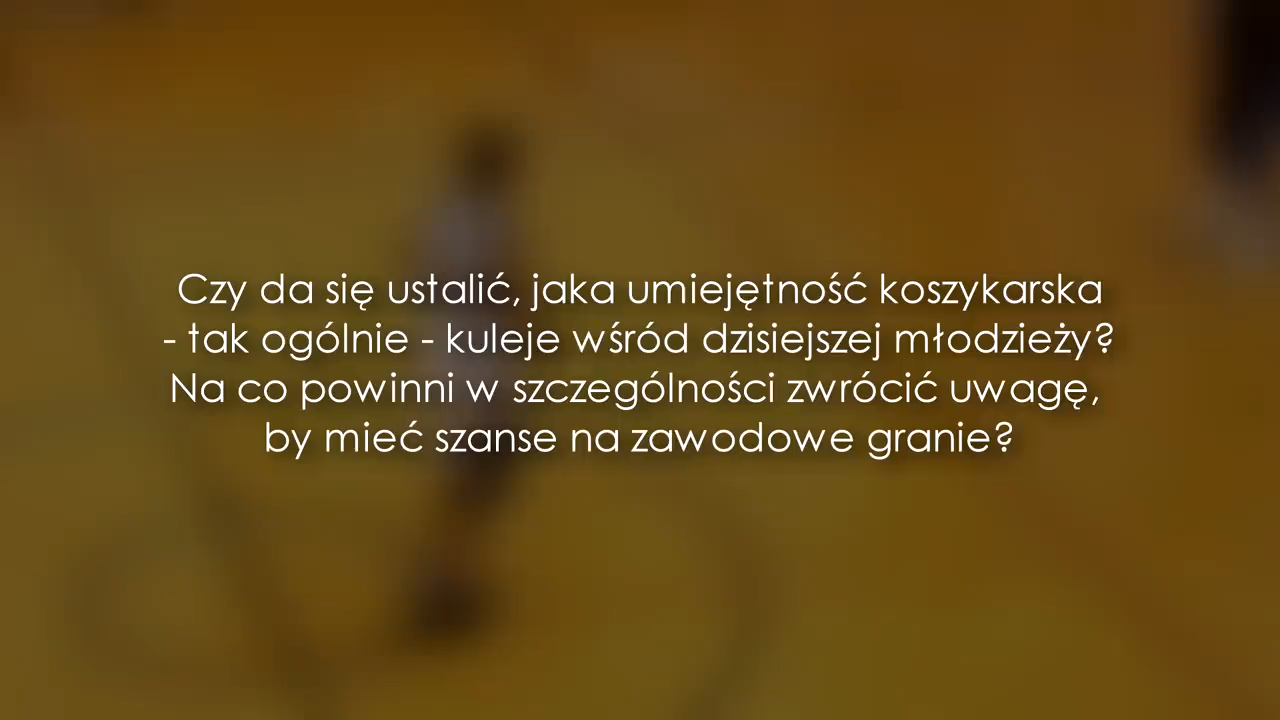 Czy da się ustalić, jaka umiejętność koszykarska
- tak ogólnie - kuleje wśród dzisiejszej młodzieży?
Na co powinni w szczególności zwrócić uwagę,
by mieć szanse na zawodowe granie?